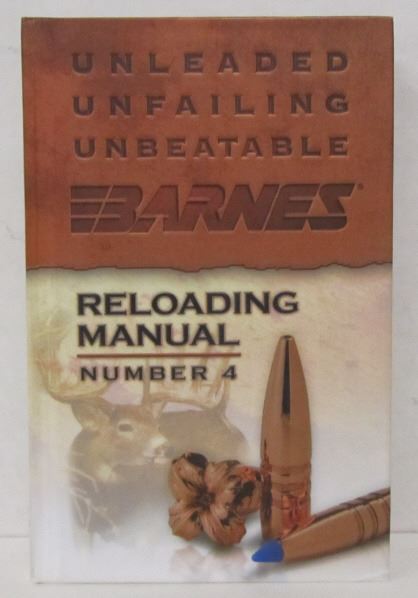 UNLEADED
UNFAILING
UNBEATABLE
BARNES®
RELOADING
MANUAL
NUMBER 4